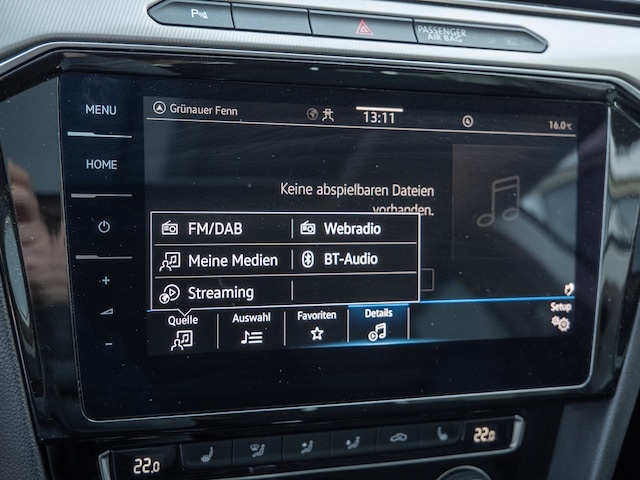 P
PASSENGER
AIR BAG
MENU
HOME
Grünauer Fenn
13:11
16.0°C
Keine abspielbaren Dateien
vorhanden.
FM/DAB
Webradio
Meine Medien
BT-Audio
Streaming
Quelle
Auswahl
Favoriten
Details
Setup
+
-
22.0
22.0